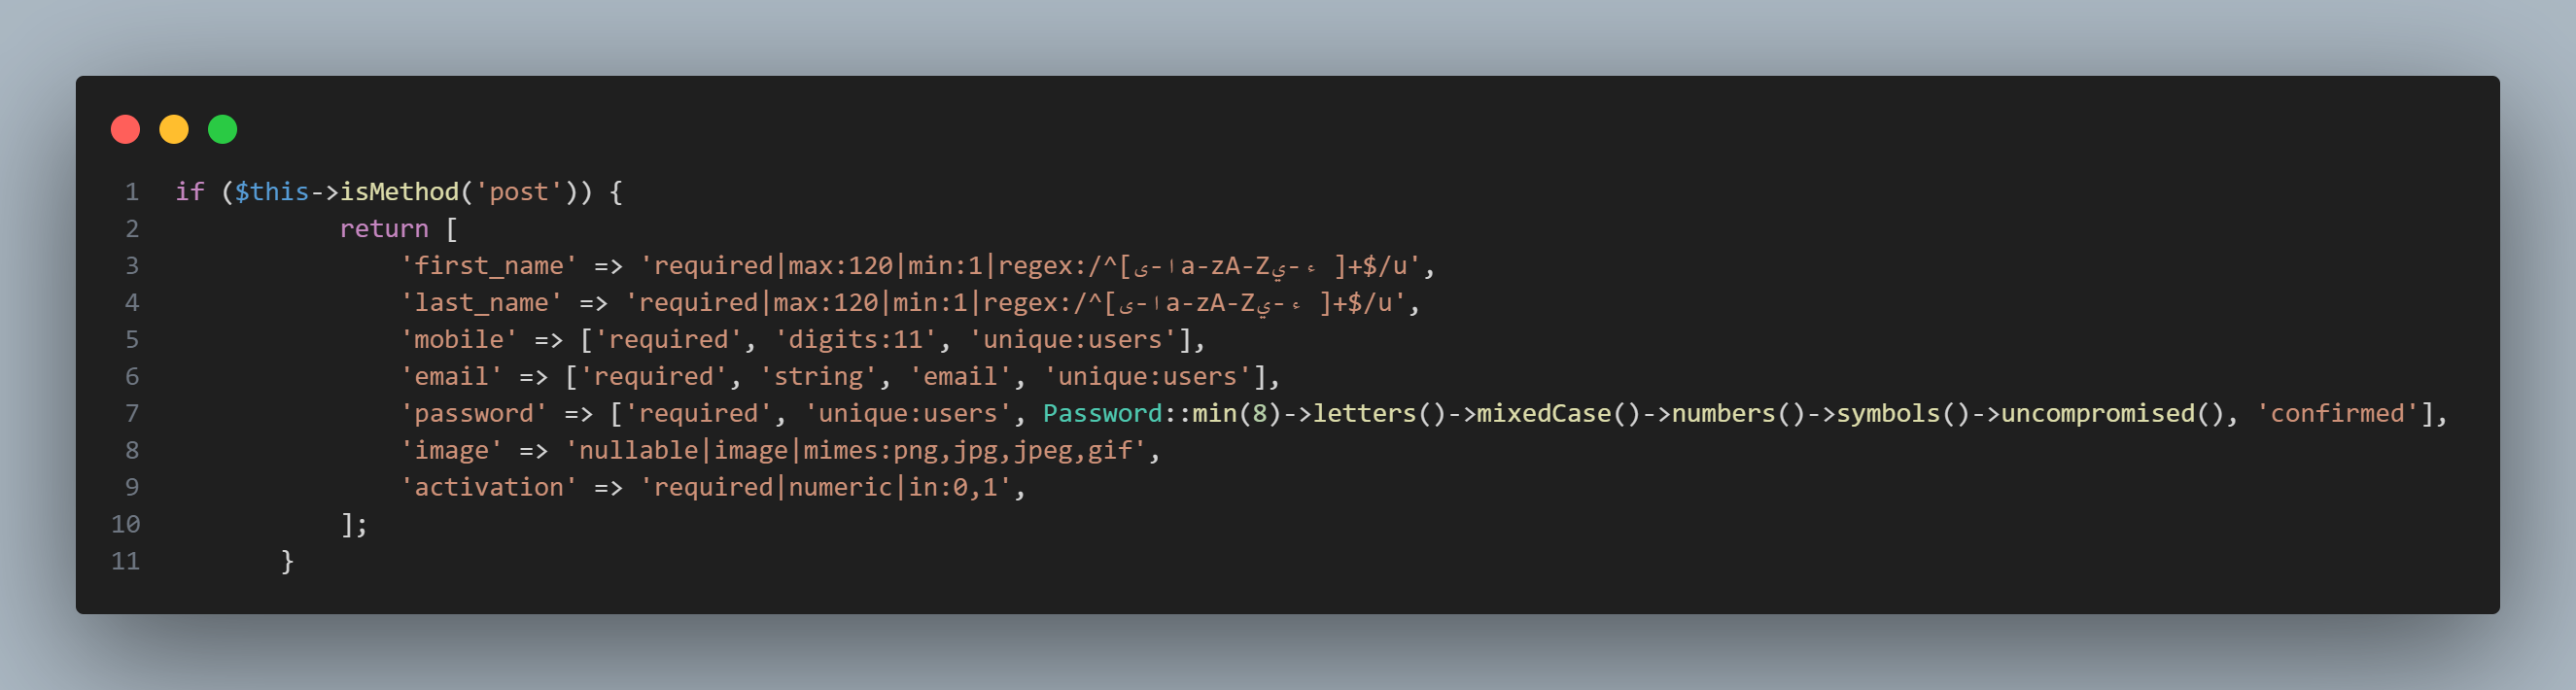 1 if ($this->isMethod('post')) {
2 return [
3 'first_name' => 'required|max:120|min:1|regex:/^[ا-یa-zA-Zء-ي ]+$/u',
4 'last_name' => 'required|max:120|min:1|regex:/^[ا-یa-zA-Zء-ي ]+$/u',
5 'mobile' => ['required', 'digits:11', 'unique:users'],
6 'email' => ['required', 'string', 'email', 'unique:users'],
7 'password' => ['required', 'unique:users', Password::min(8)->letters()->mixedCase()->numbers()->symbols()->uncompromised(), 'confirmed'],
8 'image' => 'nullable|image|mimes:png,jpg,jpeg,gif',
9 'activation' => 'required|numeric|in:0,1',
10 ];
11 }